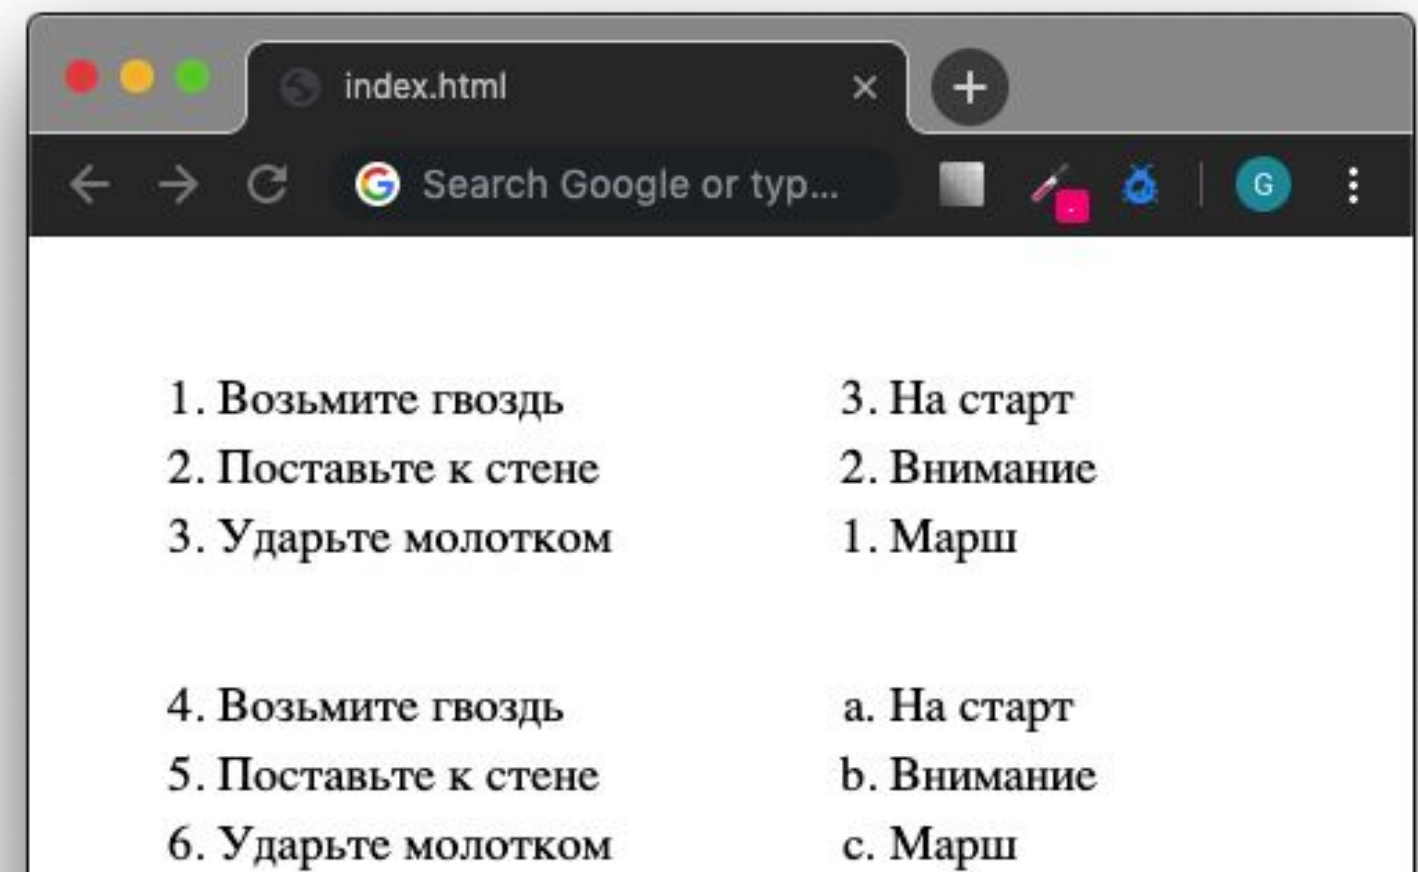 index.html
Search Google or typ...
G
1. Возьмите гвоздь
2. Поставьте к стене
3. Ударьте молотком
3. На старт
2. Внимание
1. Марш
4. Возьмите гвоздь
5. Поставьте к стене
6. Ударьте молотком
a. На старт
b. Внимание
c. Марш